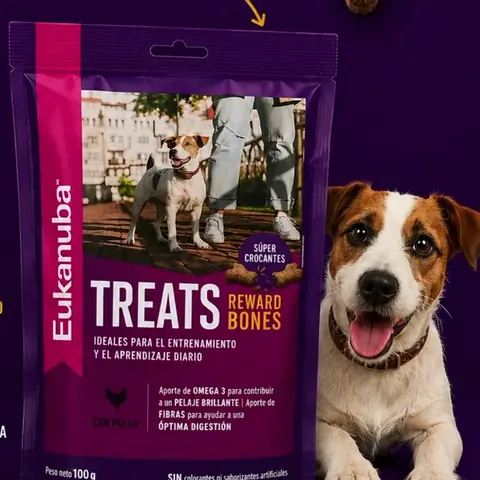 Eukanuba™
SÚPER
CROCANTES
TREATS
REWARD
BONES
IDEALES PARA EL ENTRENAMIENTO
Y EL APRENDIZAJE DIARIO
CON POLLO
Aporte de OMEGA 3 para contribuir
a un PELAJE BRILLANTE | Aporte de
FIBRAS para ayudar a una
ÓPTIMA DIGESTIÓN
Peso neto 100 g
SIN colorantes ni saborizantes artificiales
A